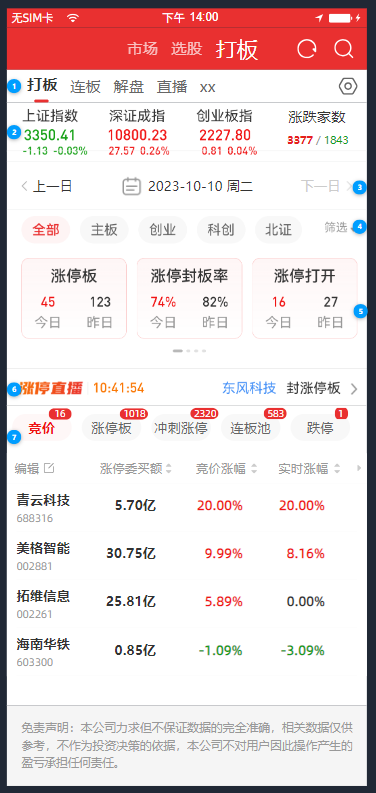 无SIM卡 下午 14:00
市场 选股 打板
1 打板 连板 解盘 直播 xx
上证指数 深证成指 创业板指 涨跌家数
2 3350.41 10800.23 2227.80 3377 / 1843
-1.13 -0.03% 27.57 0.26% 0.81 0.04%
上一日 2023-10-10 周二 下一日 3
全部 主板 创业 科创 北证 筛选 4
涨停板 涨停封板率 涨停打开
45 123 74% 82% 16 27 5
今日 昨日 今日 昨日 今日 昨日
6 涨停直播 10:41:54 东风科技 封涨停板
16 1018 2320 583 1
7 竞价 涨停板 冲刺涨停 连板池 跌停
编辑 涨停委买额 竞价涨幅 实时涨幅
青云科技 5.70亿 20.00% 20.00%
688316
美格智能 30.75亿 9.99% 8.16%
002881
拓维信息 25.81亿 5.89% 0.00%
002261
海南华铁 0.85亿 -1.09% -3.09%
603300
免责声明：本公司力求但不保证数据的完全准确，相关数据仅供
参考，不作为投资决策的依据，本公司不对用户因此操作产生的
盈亏承担任何责任。